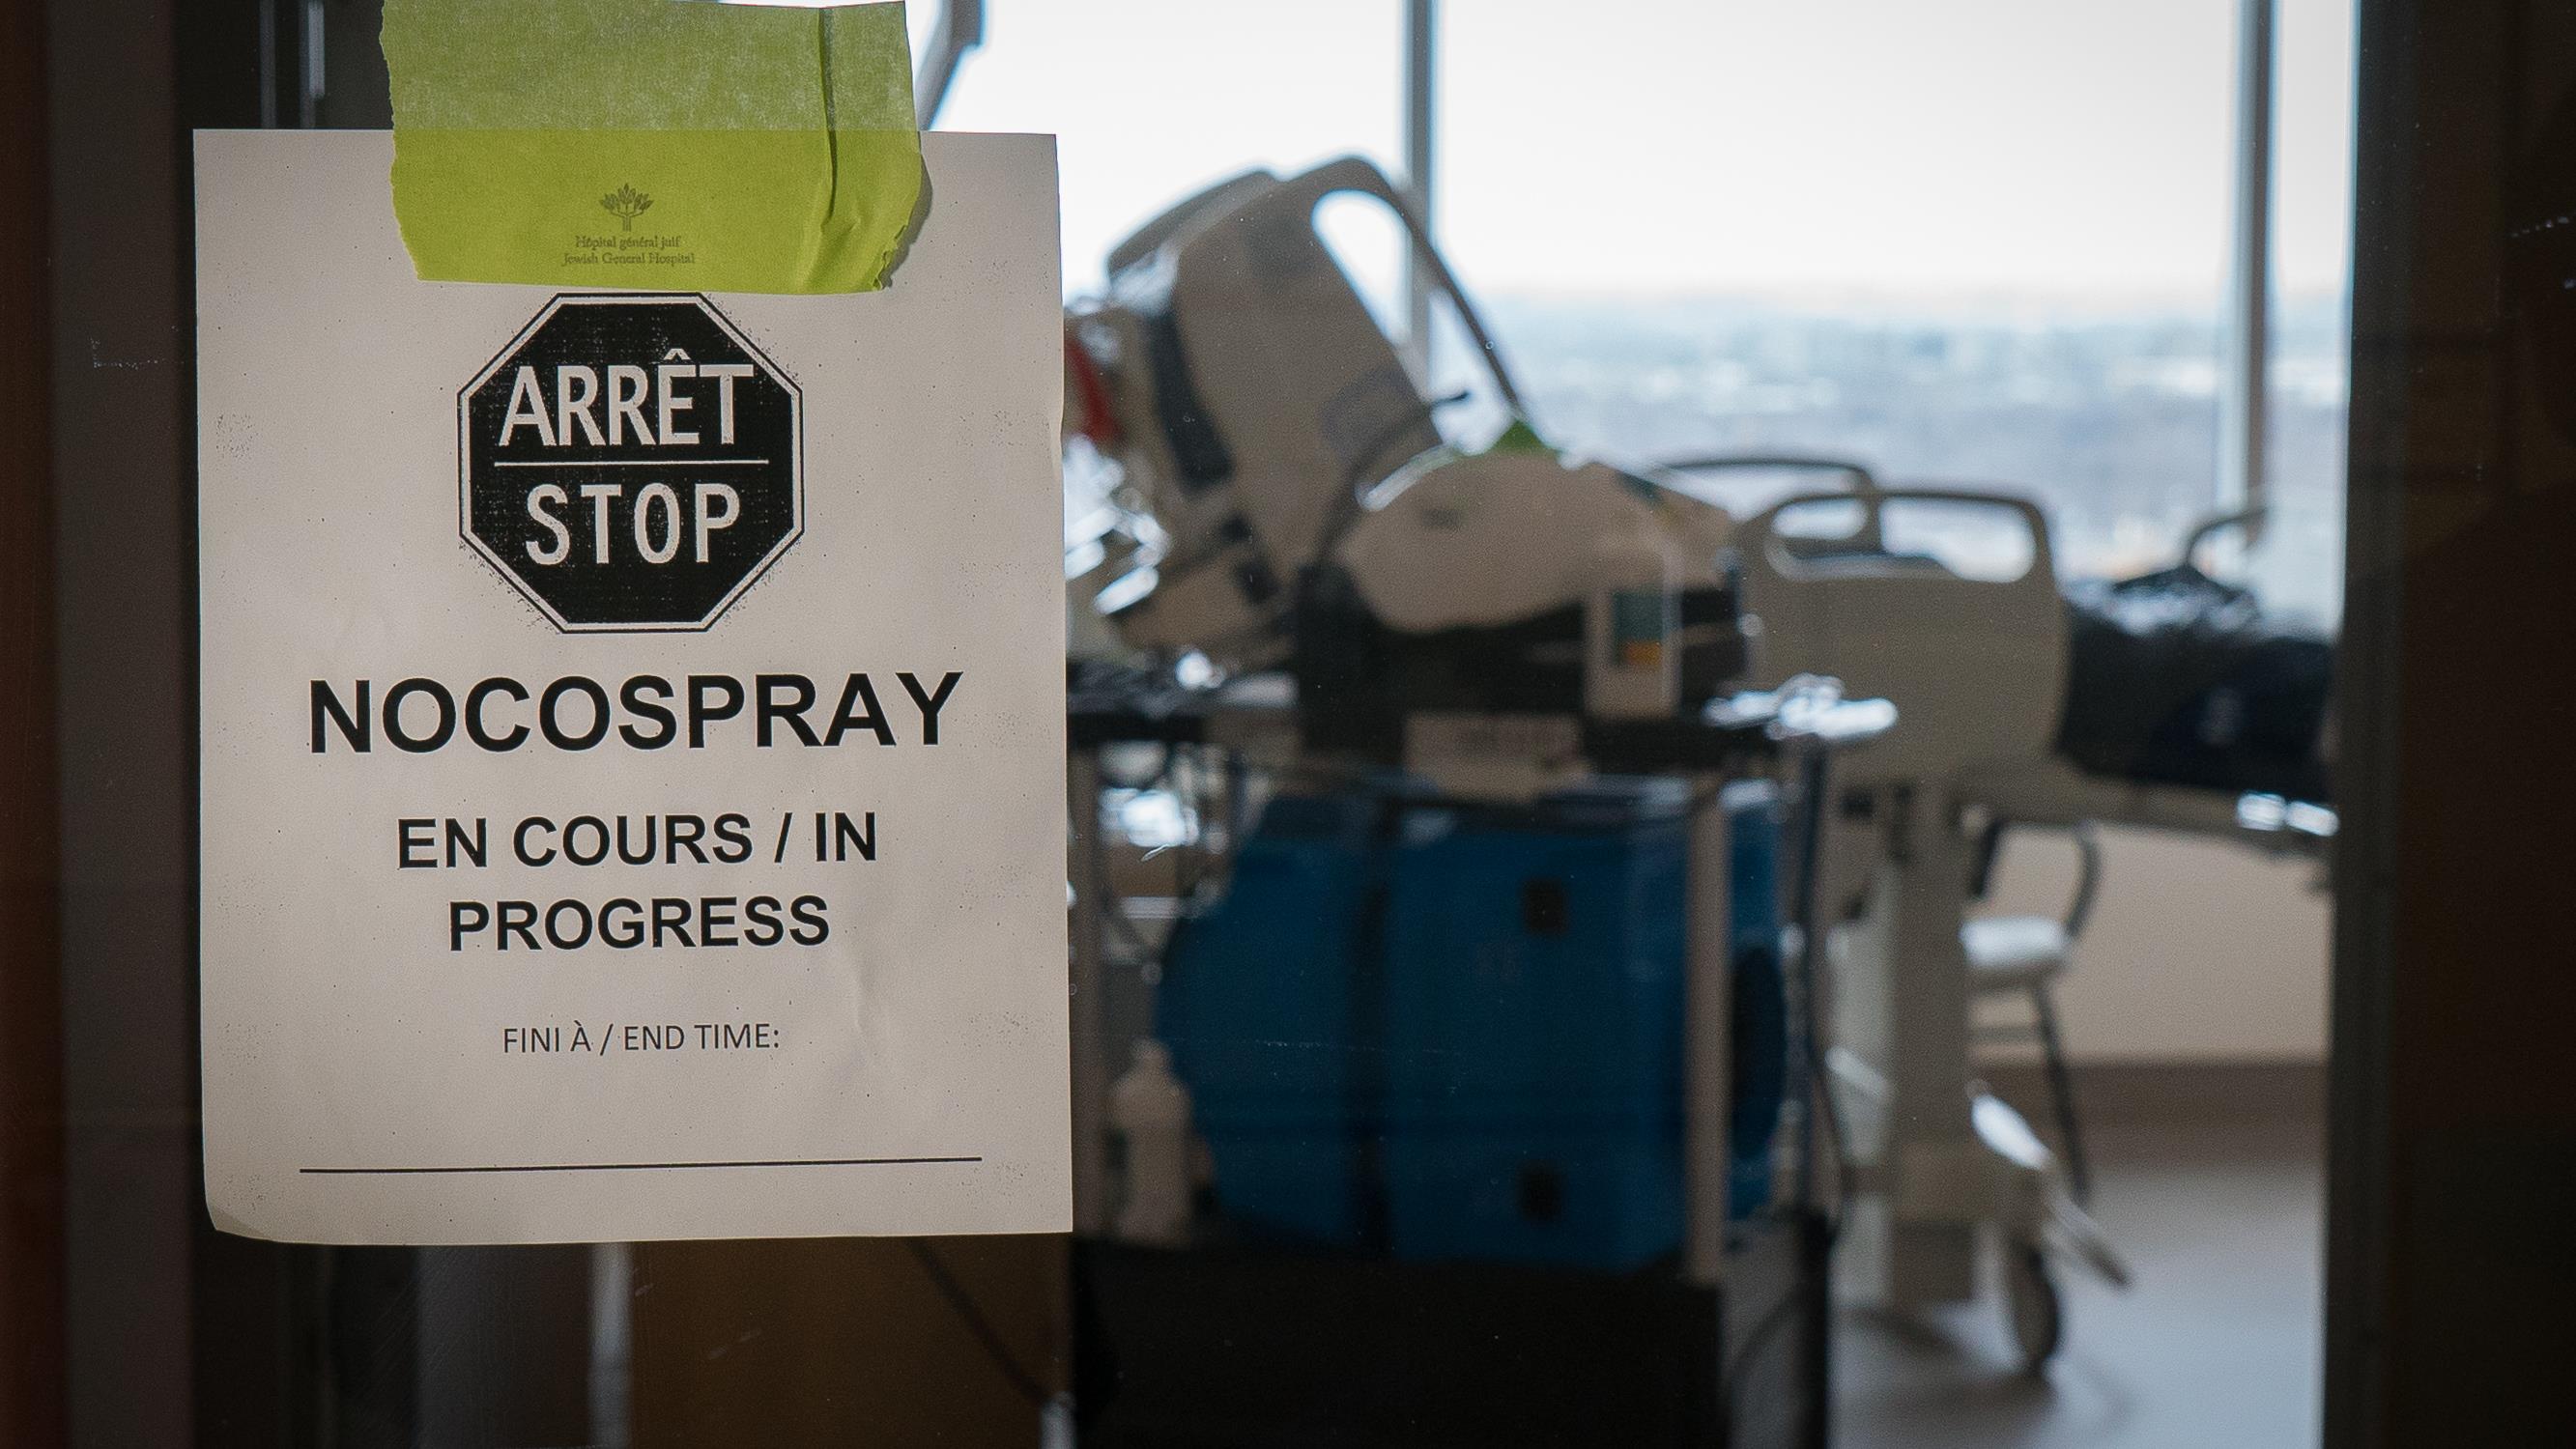 Hôpital général juif
Jewish General Hospital
ARRÊT
STOP
NOCOSPRAY
EN COURS / IN
PROGRESS
FINI À / END TIME: